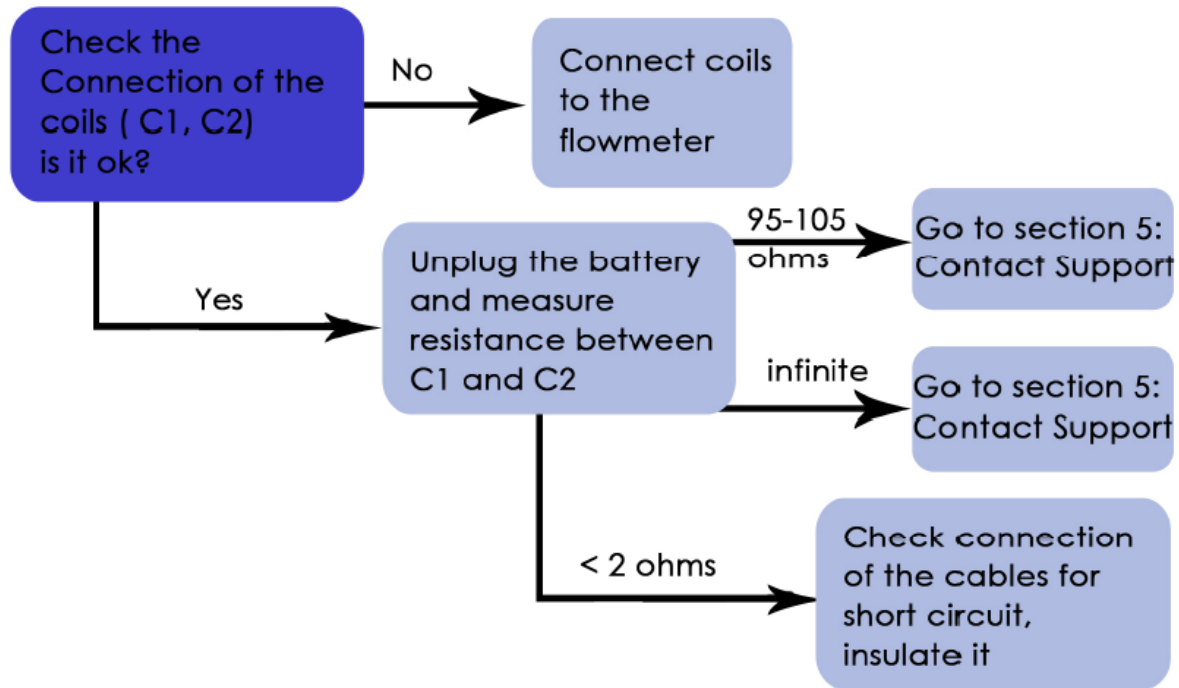 Check the
Connection of the
coils ( C1, C2)
is it ok?
No
Connect coils
to the
flowmeter
Yes
Unplug the battery
and measure
resistance between
C1 and C2
95-105
ohms
Go to section 5:
Contact Support
infinite
Go to section 5:
Contact Support
< 2 ohms
Check connection
of the cables for
short circuit,
insulate it